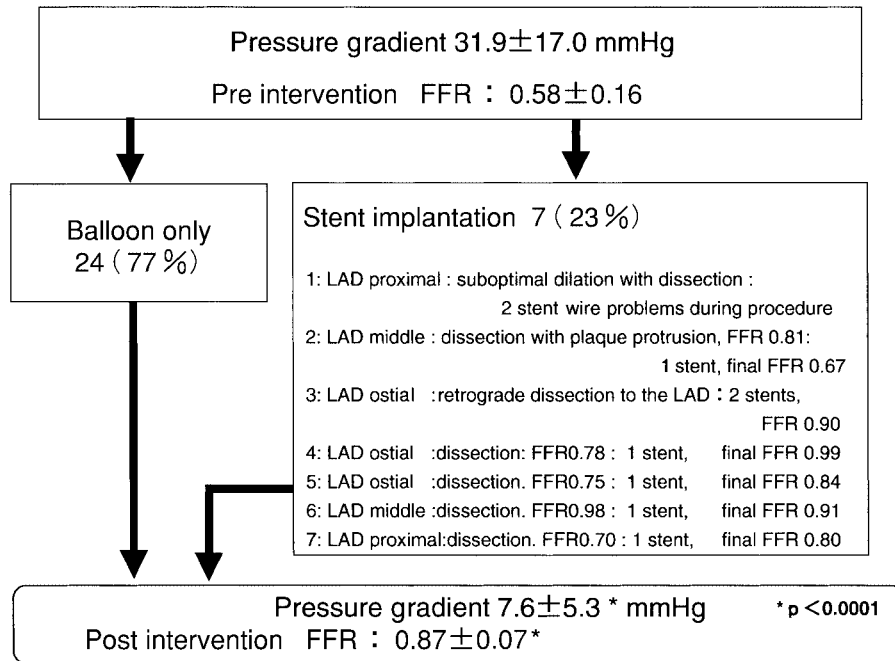 Pressure gradient 31.9±17.0 mmHg
Pre intervention FFR : 0.58±0.16
Balloon only
24 ( 77 %)
Stent implantation 7 ( 23 %)
1: LAD proximal : suboptimal dilation with dissection :
2 stent wire problems during procedure
2: LAD middle : dissection with plaque protrusion, FFR 0.81:
1 stent, final FFR 0.67
3: LAD ostial :retrograde dissection to the LAD : 2 stents,
FFR 0.90
4: LAD ostial :dissection: FFR0.78 : 1 stent, final FFR 0.99
5: LAD ostial :dissection. FFR0.75 : 1 stent, final FFR 0.84
6: LAD middle :dissection. FFR0.98 : 1 stent, final FFR 0.91
7: LAD proximal:dissection. FFR0.70 : 1 stent, final FFR 0.80
Pressure gradient 7.6±5.3 * mmHg * p <0.0001
Post intervention FFR : 0.87±0.07*